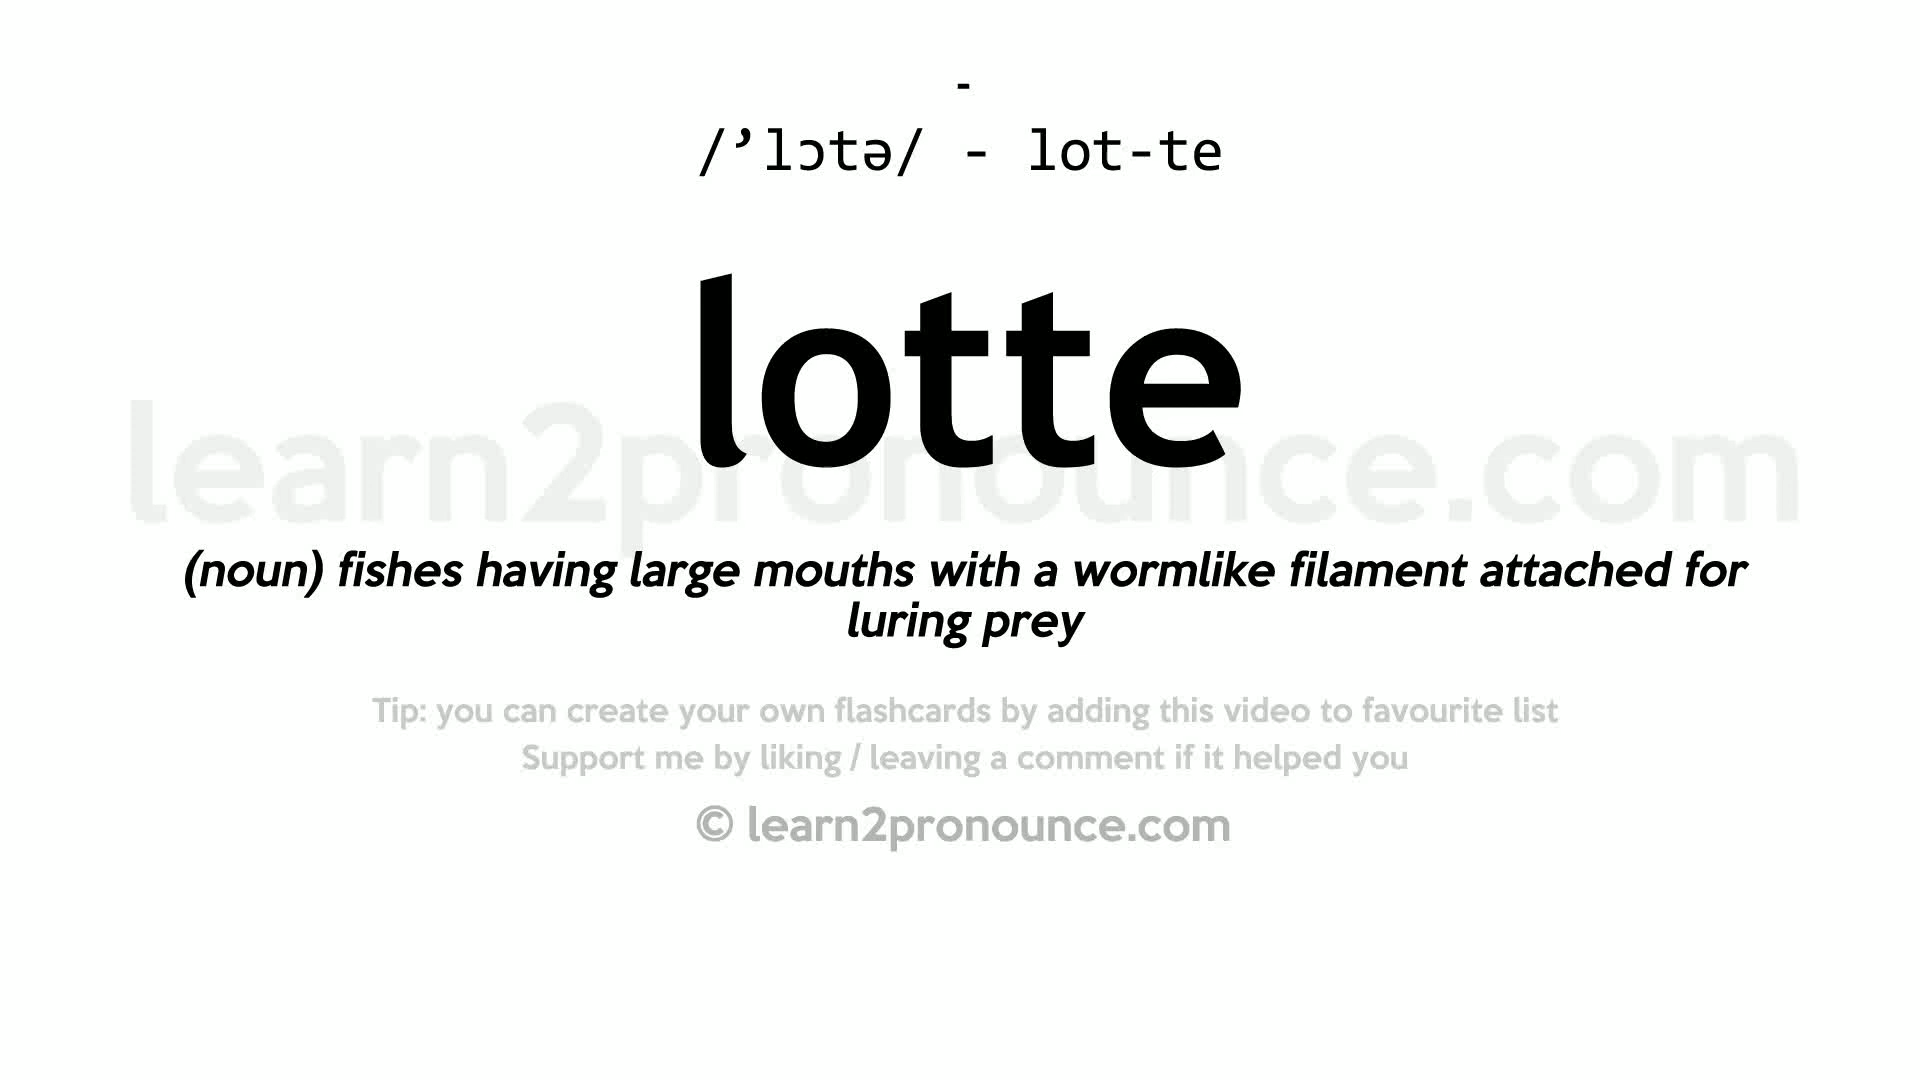 -
/’lɔtə/ - lot-te
lotte
learn2pronounce.com
(noun) fishes having large mouths with a wormlike filament attached for
luring prey
Tip: you can create your own flashcards by adding this video to favourite list
Support me by liking / leaving a comment if it helped you
© learn2pronounce.com